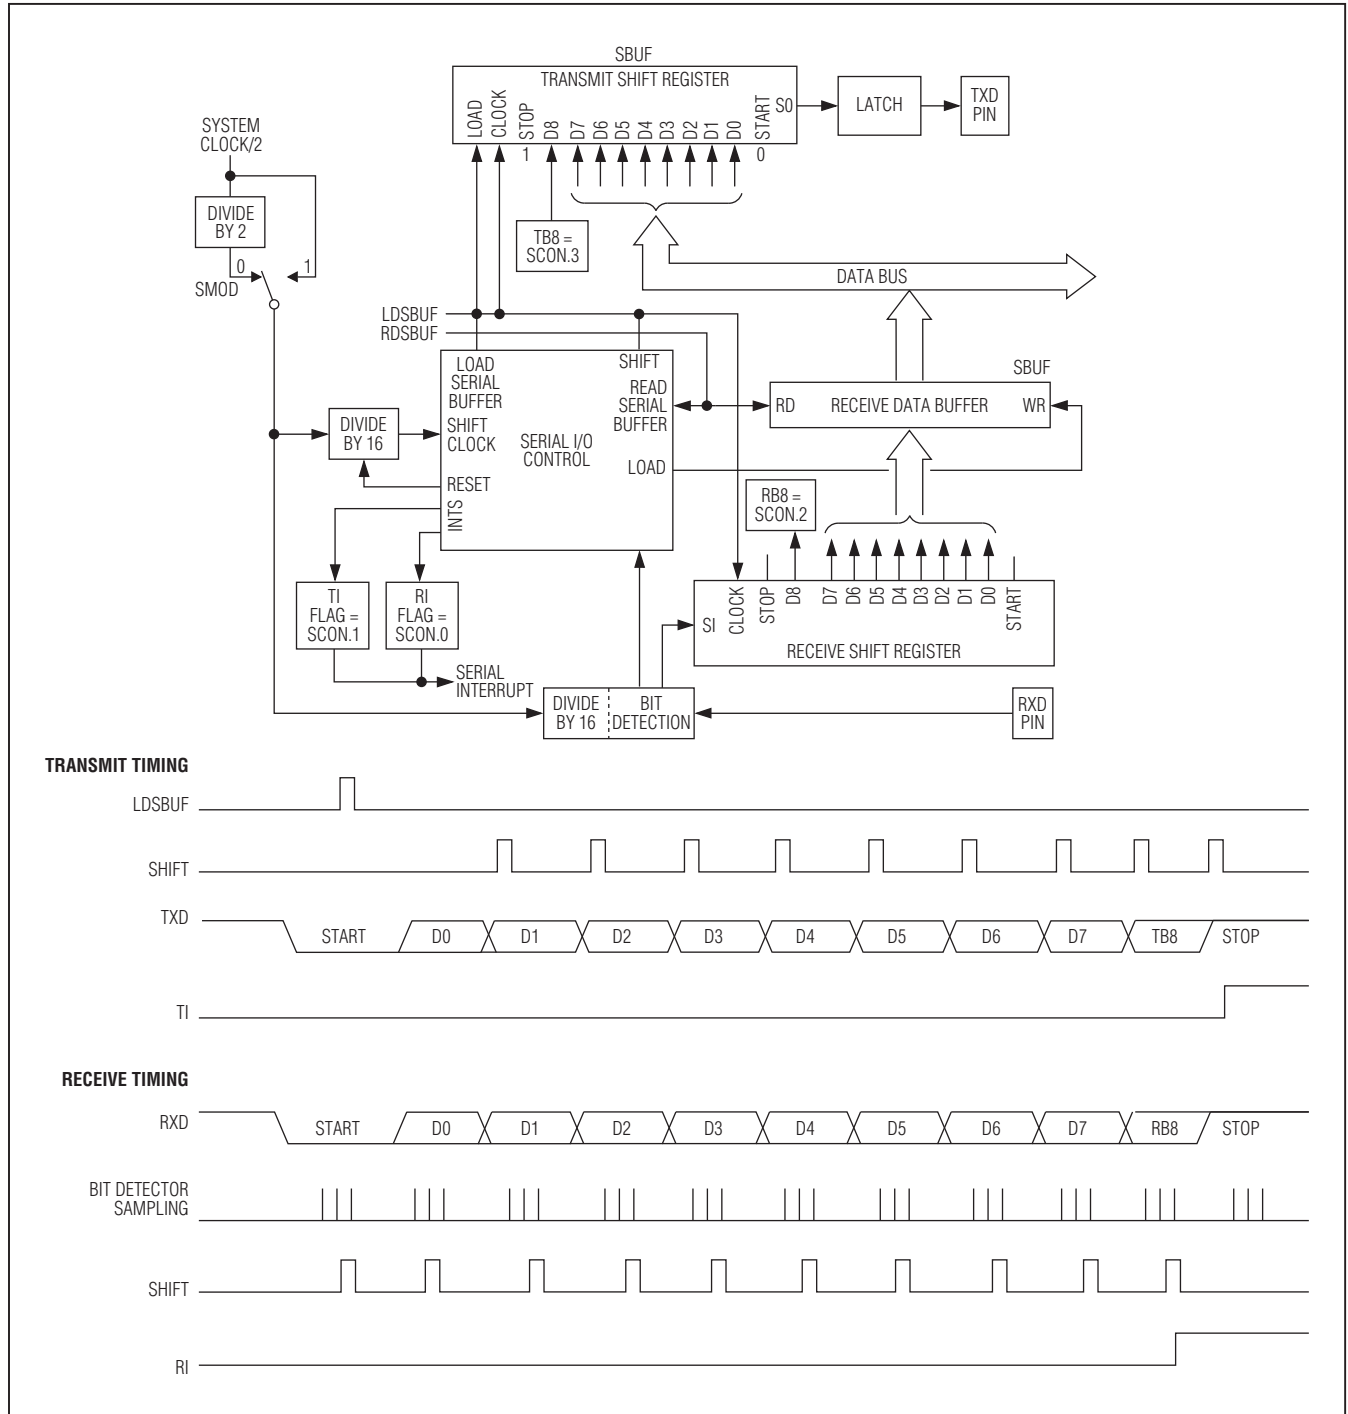 SBUF
TRANSMIT SHIFT REGISTER
LOAD
CLOCK
STOP
1
D8
D7
D6
D5
D4
D3
D2
D1
D0
START
0
S0
LATCH
TXD
PIN
SYSTEM
CLOCK/2
DIVIDE
BY 2
0
1
SMOD
TB8 =
SCON.3
DATA BUS
LDSBUF
RDSBUF
LOAD
SERIAL
BUFFER
SHIFT
READ
SERIAL
BUFFER
SBUF
RD
RECEIVE DATA BUFFER
WR
DIVIDE
BY 16
SHIFT
CLOCK
SERIAL I/O
CONTROL
LOAD
RESET
INTS
RB8 =
SCON.2
TI
FLAG =
SCON.1
RI
FLAG =
SCON.0
SI
CLOCK
STOP
D8
D7
D6
D5
D4
D3
D2
D1
D0
START
RECEIVE SHIFT REGISTER
SERIAL
INTERRUPT
DIVIDE
BY 16
BIT
DETECTION
RXD
PIN
TRANSMIT TIMING
LDSBUF
SHIFT
TXD
START D0 D1 D2 D3 D4 D5 D6 D7 TB8 STOP
TI
RECEIVE TIMING
RXD
START D0 D1 D2 D3 D4 D5 D6 D7 RB8 STOP
BIT DETECTOR
SAMPLING
SHIFT
RI